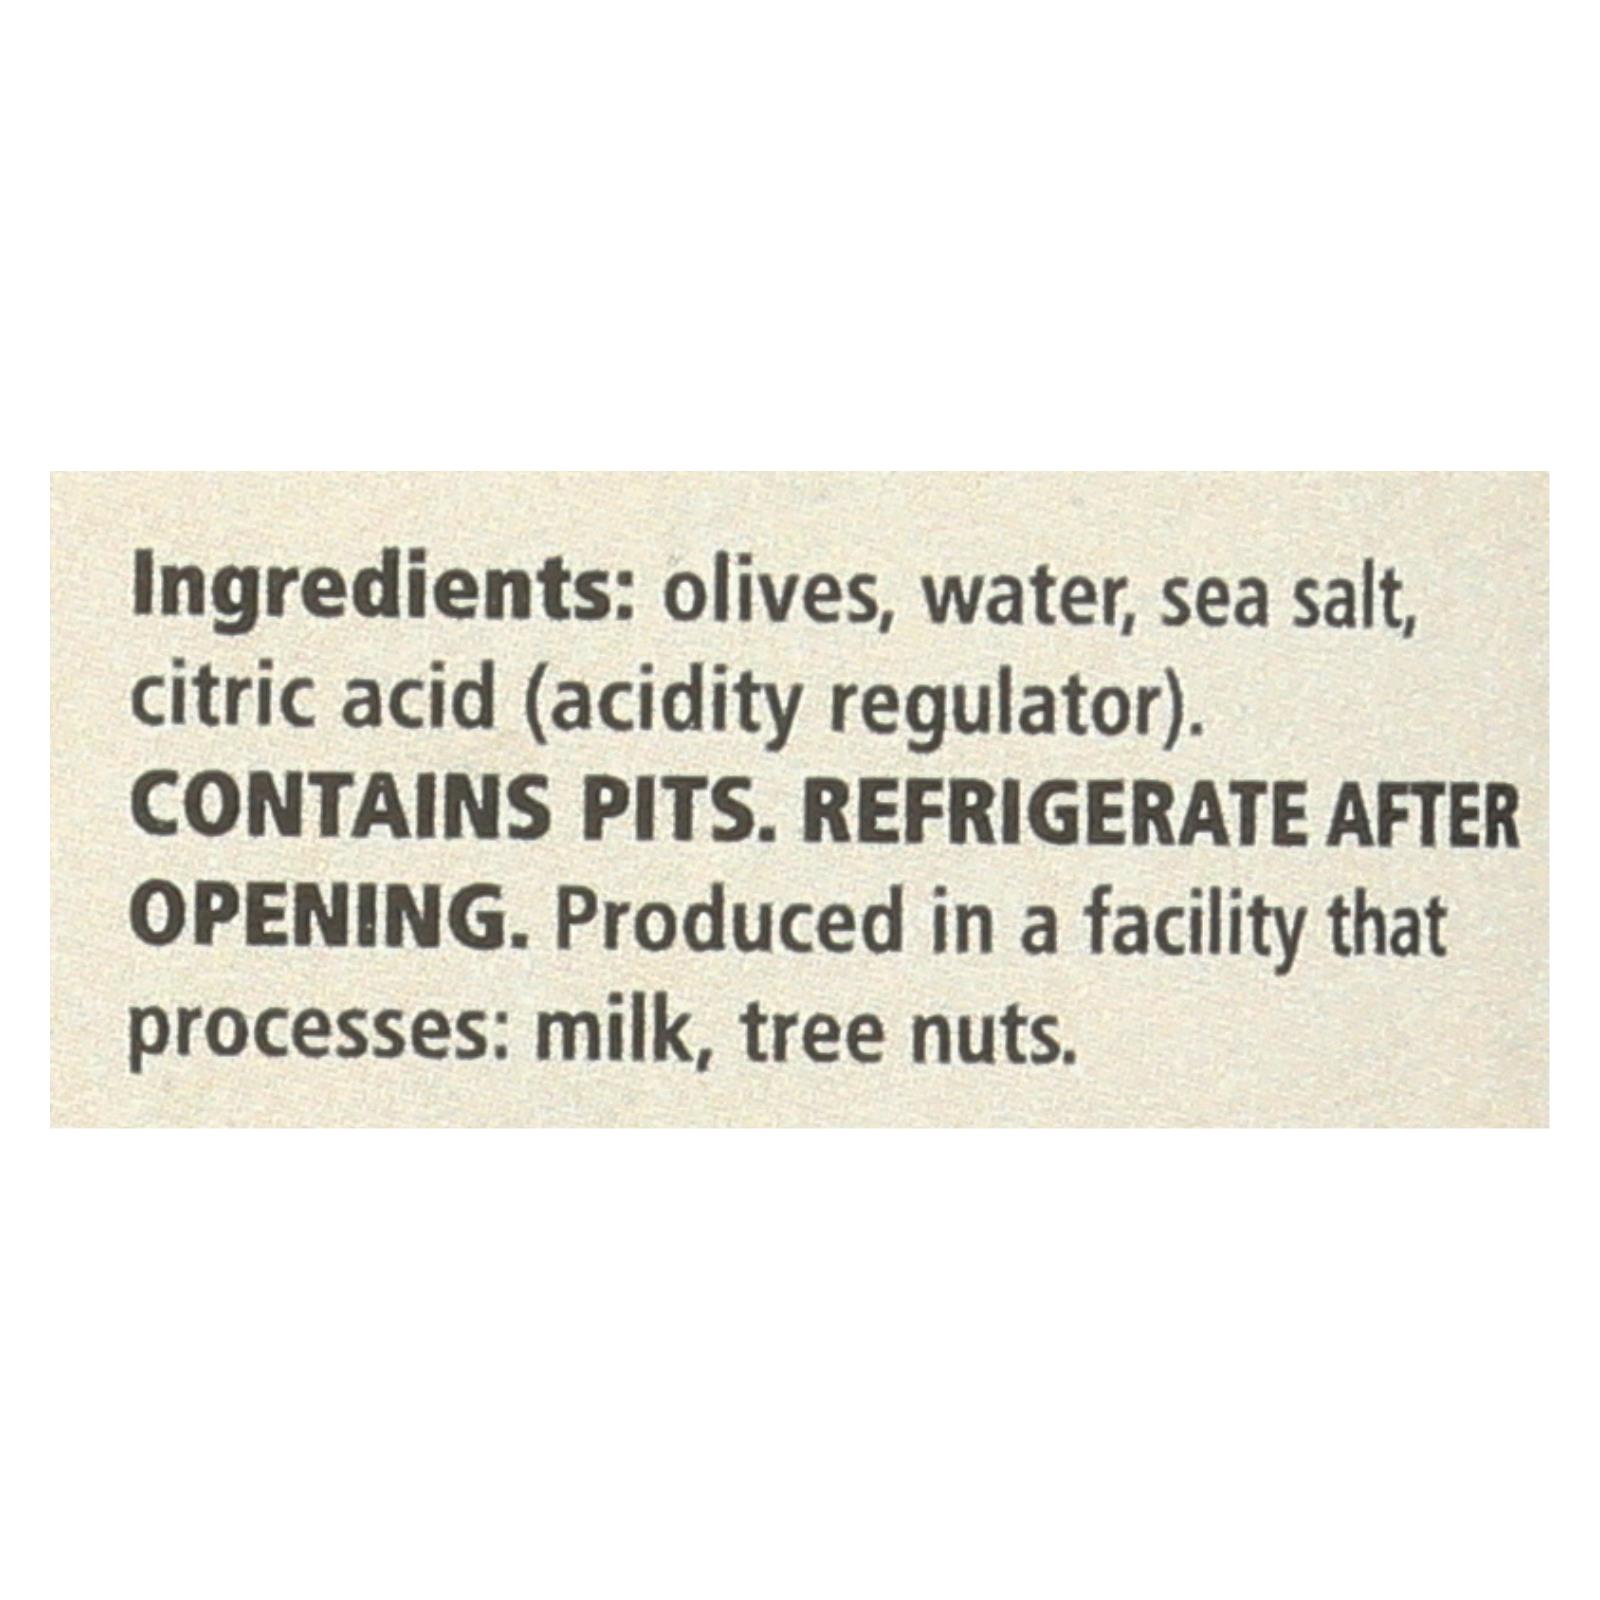 Ingredients: olives, water, sea salt,
citric acid (acidity regulator).
CONTAINS PITS. REFRIGERATE AFTER
OPENING. Produced in a facility that
processes: milk, tree nuts.